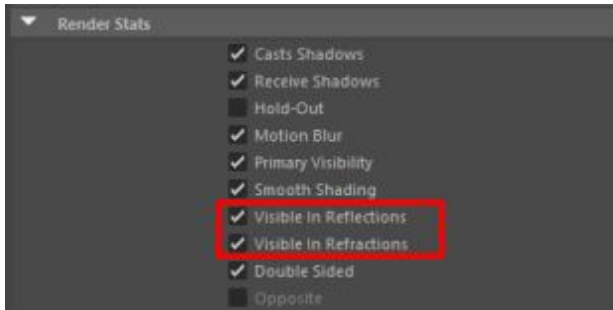 Render Stats
Casts Shadows
Receive Shadows
Hold-Out
Motion Blur
Primary Visibility
Smooth Shading
Visible In Reflections
Visible In Refractions
Double Sided
Opposite